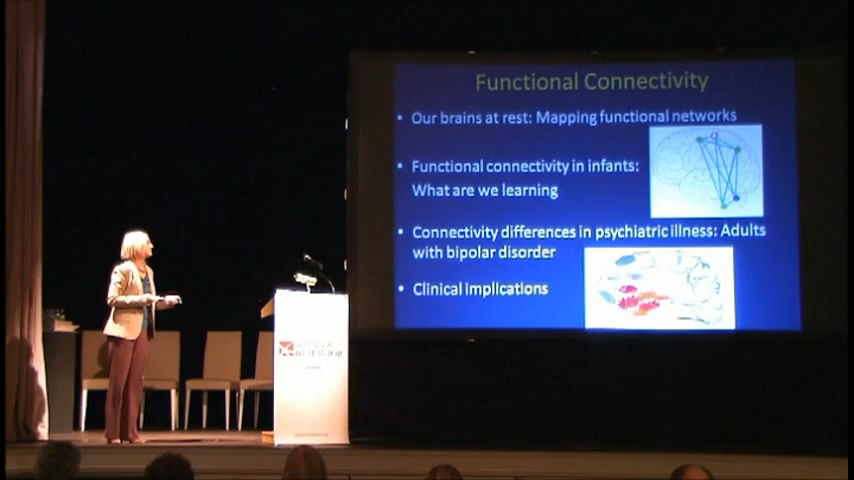 Functional Connectivity
• Our brains at rest: Mapping functional networks
• Functional connectivity in infants:
What are we learning
• Connectivity differences in psychiatric illness: Adults
with bipolar disorder
• Clinical implications